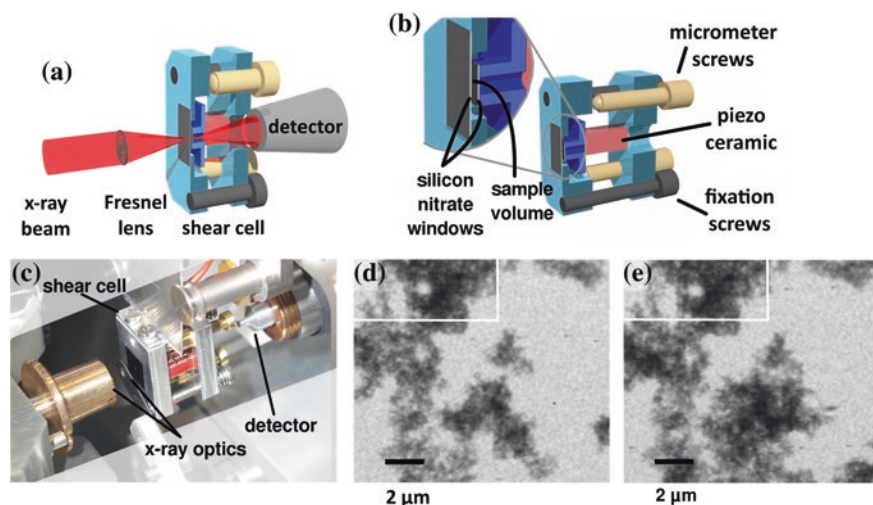 (a)
detector
x-ray
beam
Fresnel
lens
shear cell
(b)
micrometer
screws
piezo
ceramic
fixation
screws
silicon
nitrate
windows
sample
volume
(c)
shear cell
detector
x-ray optics
(d)
2 µm
(e)
2 µm